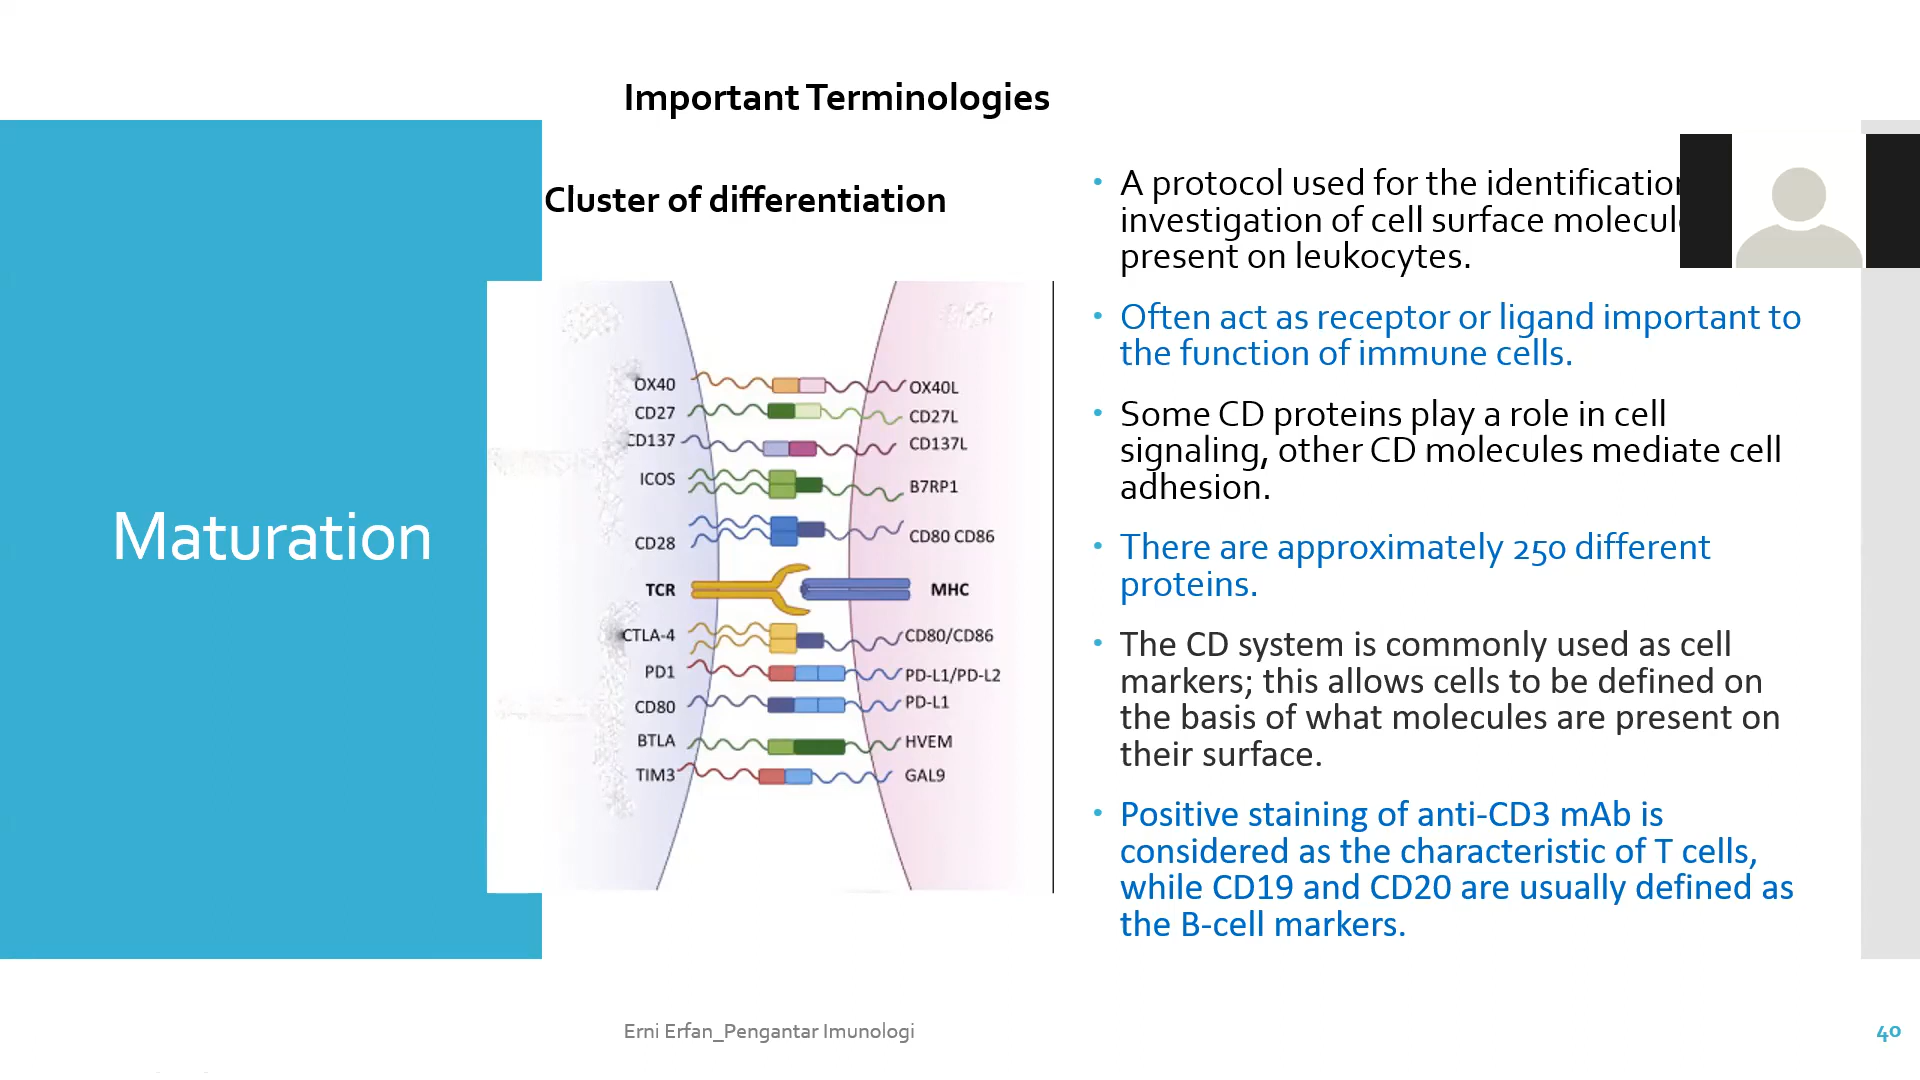 Important Terminologies
Cluster of differentiation
Maturation
OX40
OX40L
CD27
CD27L
CD137
CD137L
ICOS
B7RP1
CD28
CD80 CD86
TCR
MHC
CTLA-4
CD80/CD86
PD1
PD-L1/PD-L2
CD80
PD-L1
BTLA
HVEM
TIM3
GAL9
• A protocol used for the identification
investigation of cell surface
present on leukocytes.
• Often act as receptor or ligand important to
the function of immune cells.
• Some CD proteins play a role in cell
signaling, other CD molecules mediate cell
adhesion.
• There are approximately 250 different
proteins.
• The CD system is commonly used as cell
markers; this allows cells to be defined on
the basis of what molecules are present on
their surface.
• Positive staining of anti-CD3 mAb is
considered as the characteristic of T cells,
while CD19 and CD20 are usually defined as
the B-cell markers.
Erni Erfan_Pengantar Imunologi
40